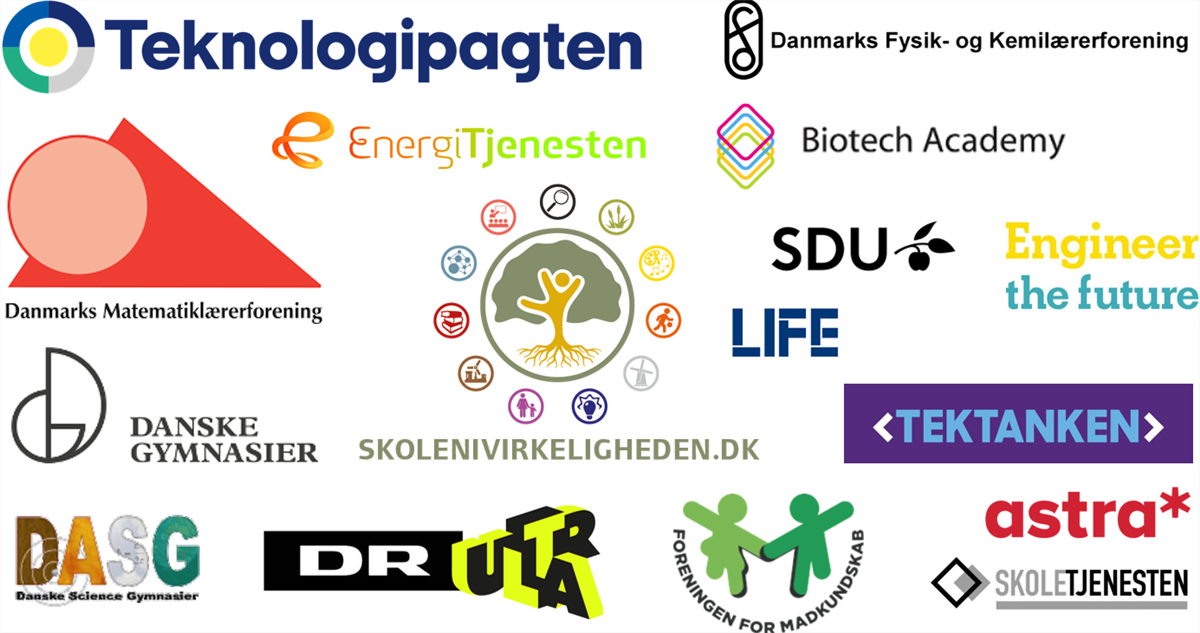 Teknologipagten
Danmarks Fysik- og Kemilærerforening
EnergiTjenesten
Biotech Academy
Danmarks Matematiklærerforening
SDU
Engineer
the future
LIFE
DANSKE
GYMNASIER
SKOLENIVIRKELIGHEDEN.DK
<TEKTANKEN>
DASG
Danske Science Gymnasier
DR ULTRA
FORENINGEN FOR MADKUNDSKAB
astra*
SKOLETJENESTEN